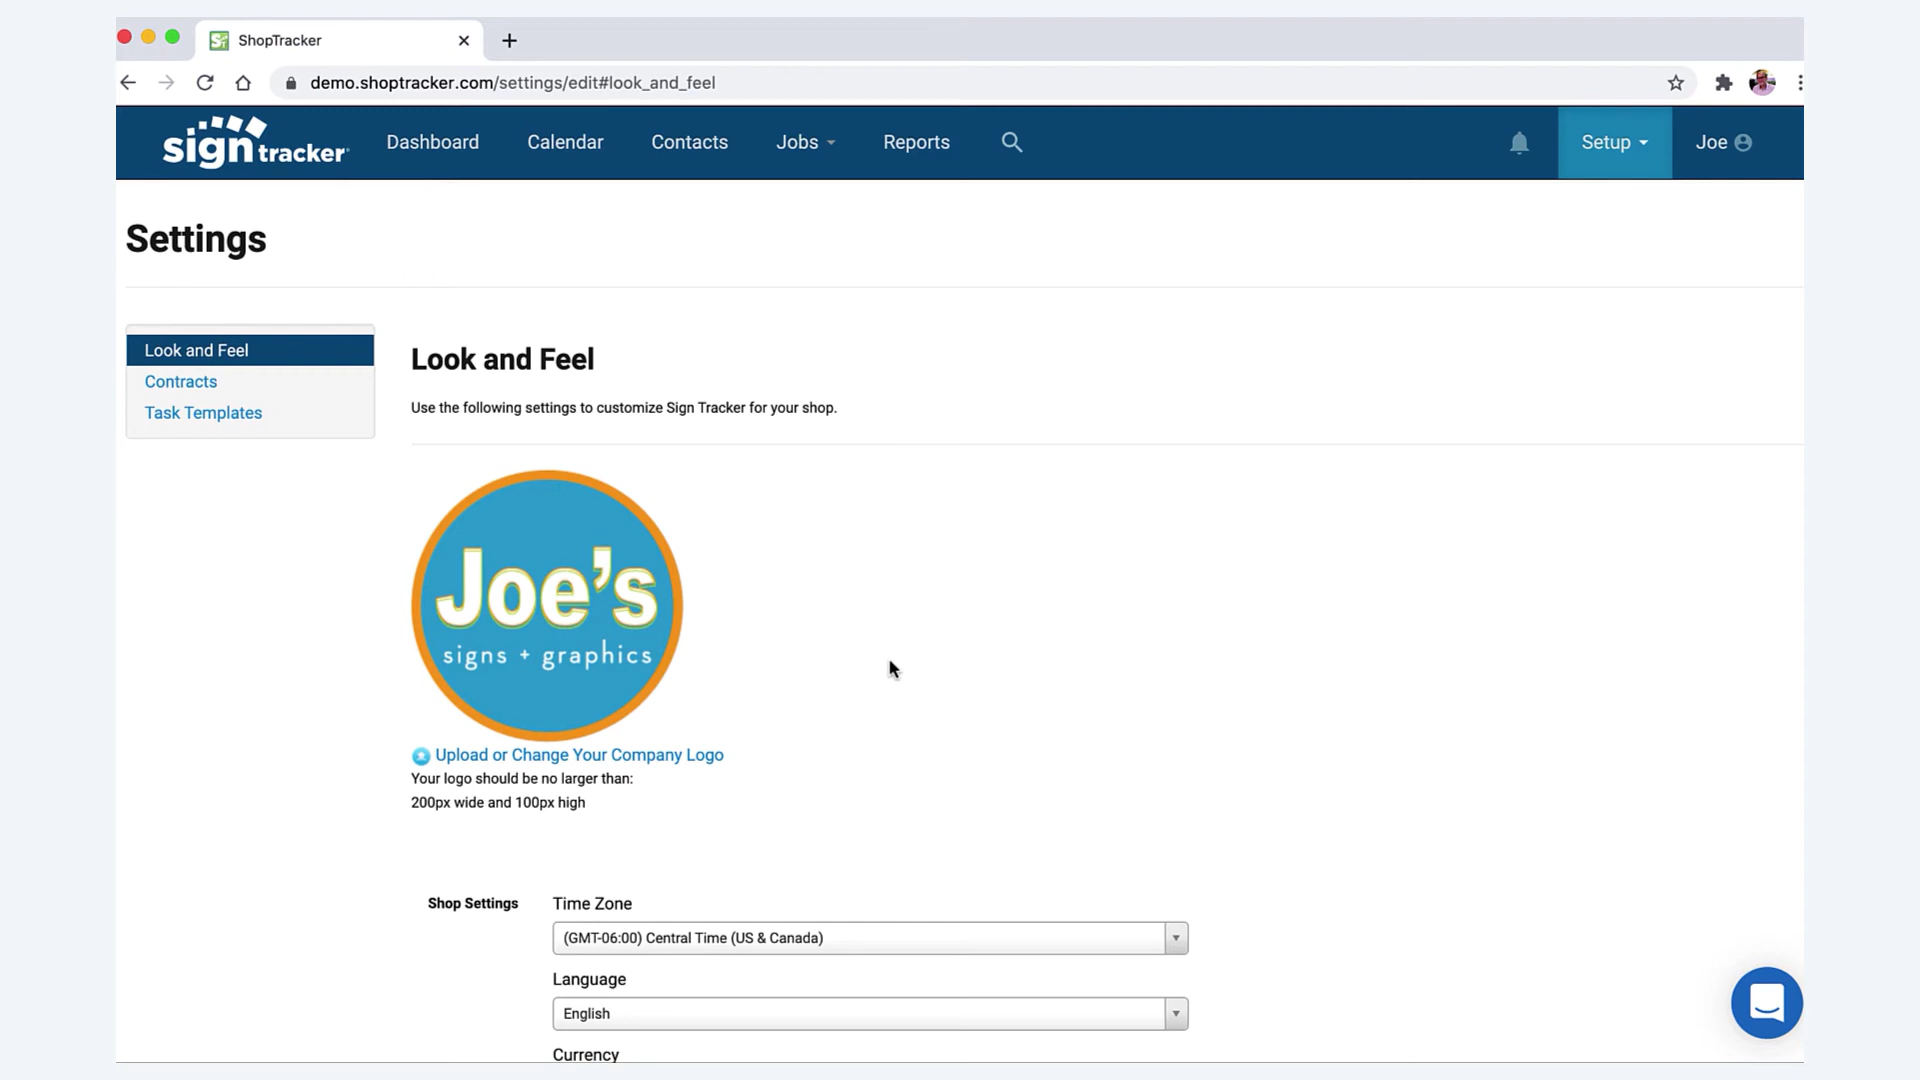 ShopTracker
demo.shoptracker.com/settings/edit#look_and_feel
sign tracker Dashboard Calendar Contacts Jobs Reports Setup Joe
Settings
Look and Feel
Contracts
Task Templates
Look and Feel
Use the following settings to customize Sign Tracker for your shop.
Joe's
signs + graphics
Upload or Change Your Company Logo
Your logo should be no larger than:
200px wide and 100px high
Shop Settings Time Zone
(GMT-06:00) Central Time (US & Canada)
Language
English
Currency